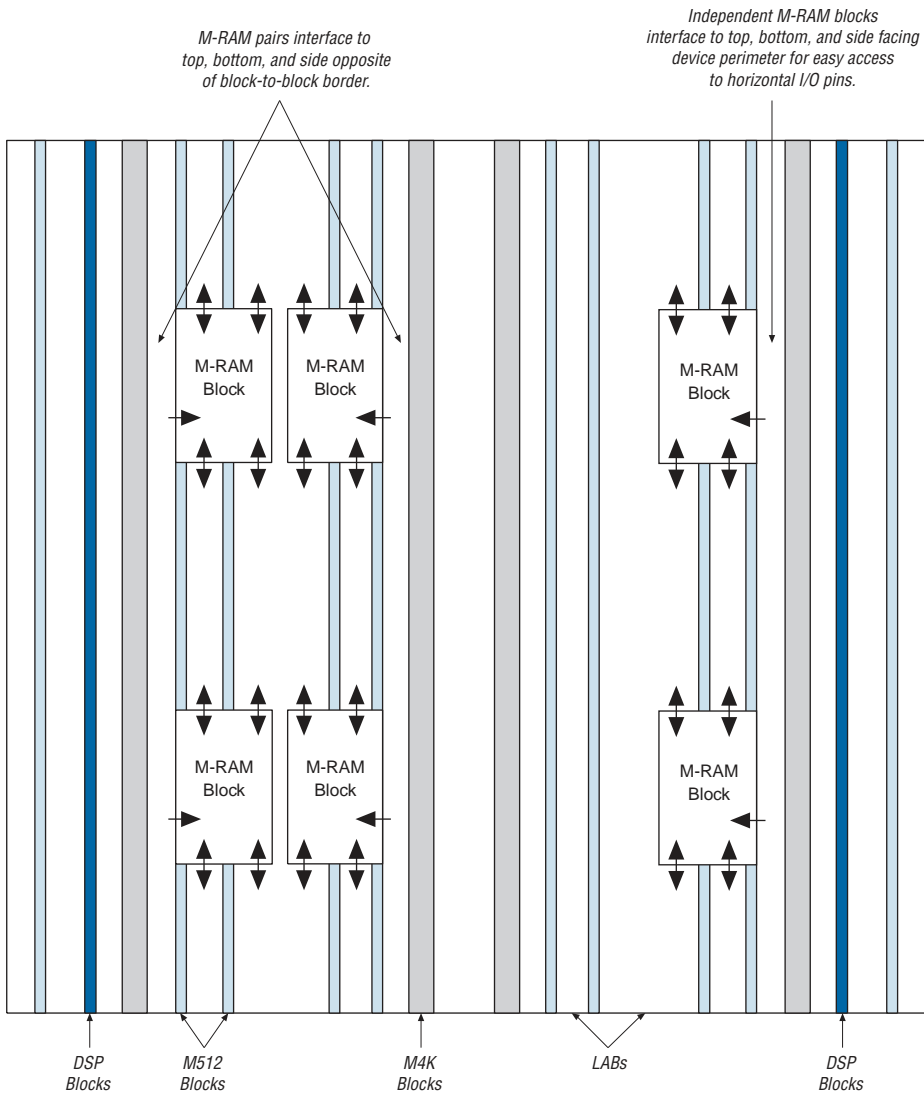 M-RAM pairs interface to
top, bottom, and side opposite
of block-to-block border.
Independent M-RAM blocks
interface to top, bottom, and side facing
device perimeter for easy access
to horizontal I/O pins.
M-RAM
Block
M-RAM
Block
M-RAM
Block
M-RAM
Block
M-RAM
Block
M-RAM
Block
DSP
Blocks
M512
Blocks
M4K
Blocks
LABs
DSP
Blocks